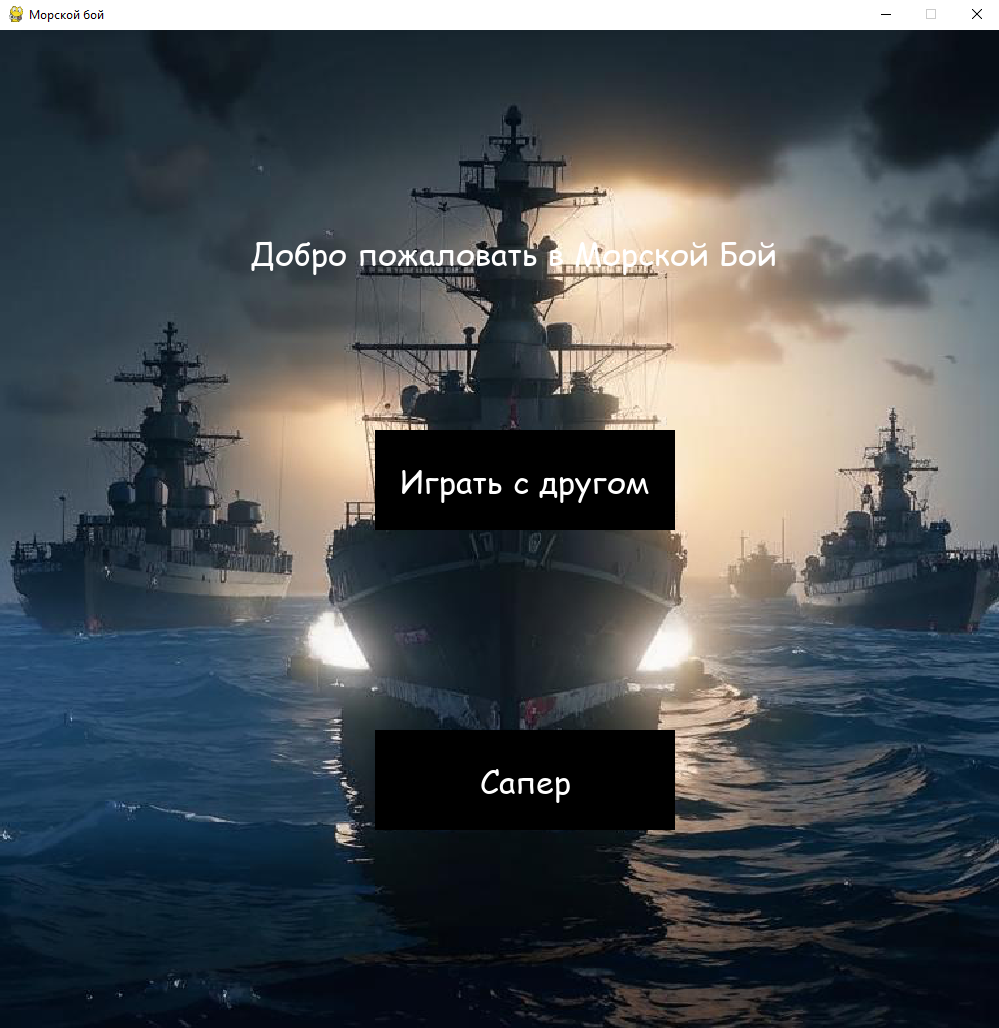 Морской бой
Добро пожаловать в Морской Бой
Играть с другом
Сапер